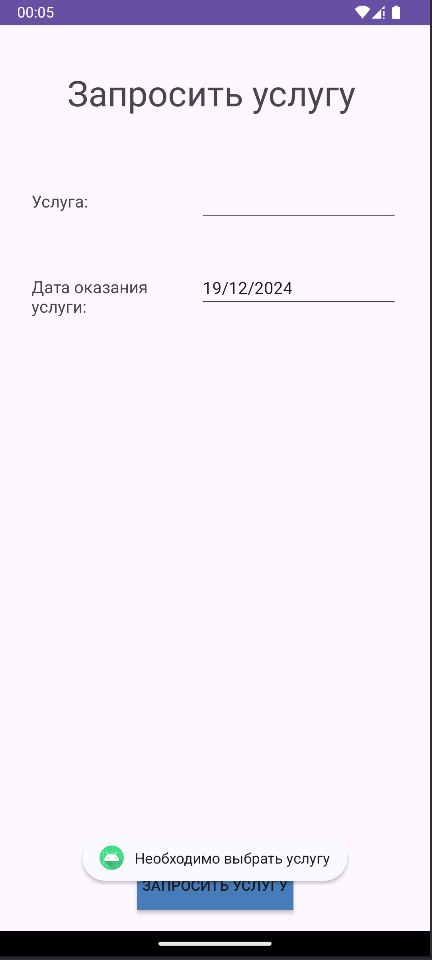 00:05
Запросить услугу
Услуга:
Дата оказания
услуги:
19/12/2024
Необходимо выбрать услугу
ЗАПРОСИТЬ УСЛУГУ